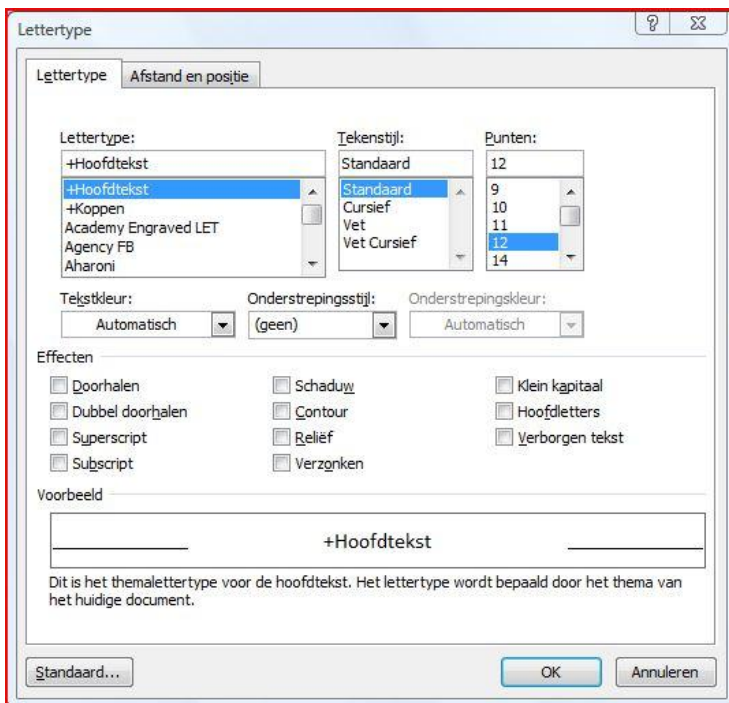 Lettertype
Lettertype Afstand en positie
Lettertype: Tekenstijl: Punten:
+Hoofdtekst Standaard 12
+Hoofdtekst Standaard 9
+Koppen Cursief 10
Academy Engraved LET Vet 11
Agency FB Vet Cursief 12
Aharoni 14
Tekstkleur: Onderstrepingsstijl: Onderstrepingskleur:
Automatisch (geen) Automatisch
Effecten
Doorhalen Schaduw Klein kapitaal
Dubbel doorhalen Contour Hoofdletters
Superscript Reliëf Verborgen tekst
Subscript Verzonken
Voorbeeld
+Hoofdtekst
Dit is het themalettertype voor de hoofdtekst. Het lettertype wordt bepaald door het thema van
het huidige document.
Standaard... OK Annuleren